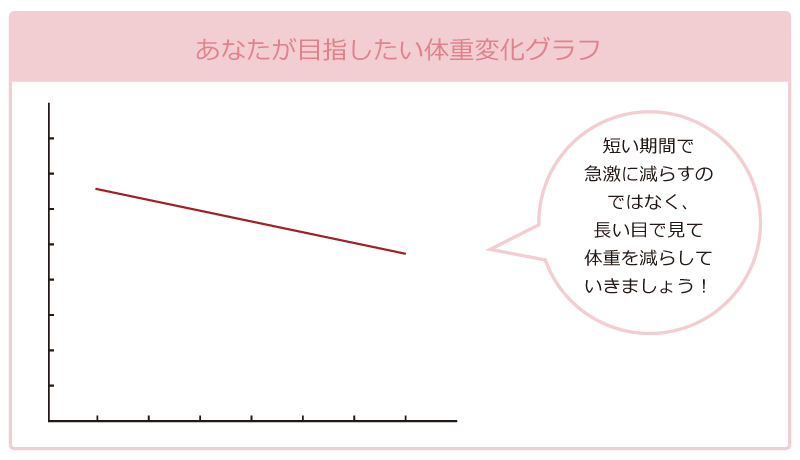 あなたが目指したい体重変化グラフ
短い期間で
急激に減らすの
ではなく、
長い目で見て
体重を減らして
いきましょう！